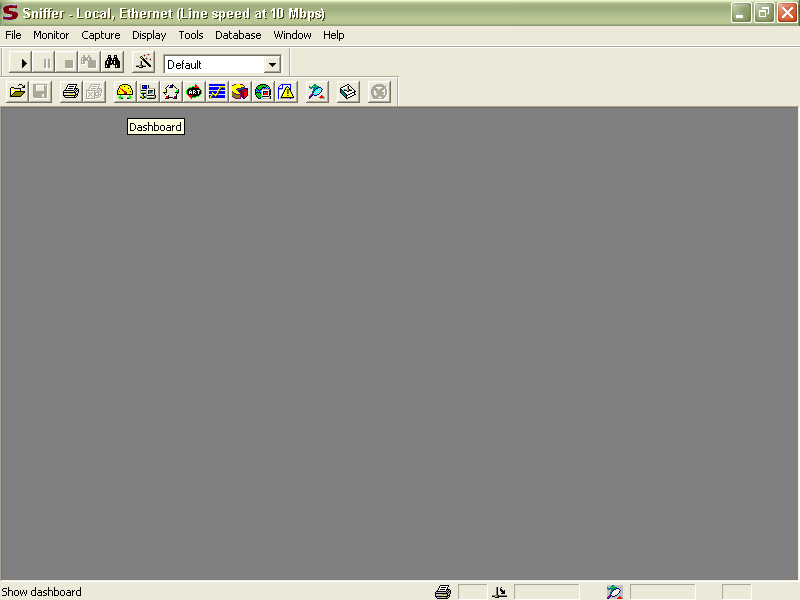 S Sniffer - Local, Ethernet (Line speed at 10 Mbps)
File Monitor Capture Display Tools Database Window Help
Default
ART
Dashboard
Show dashboard